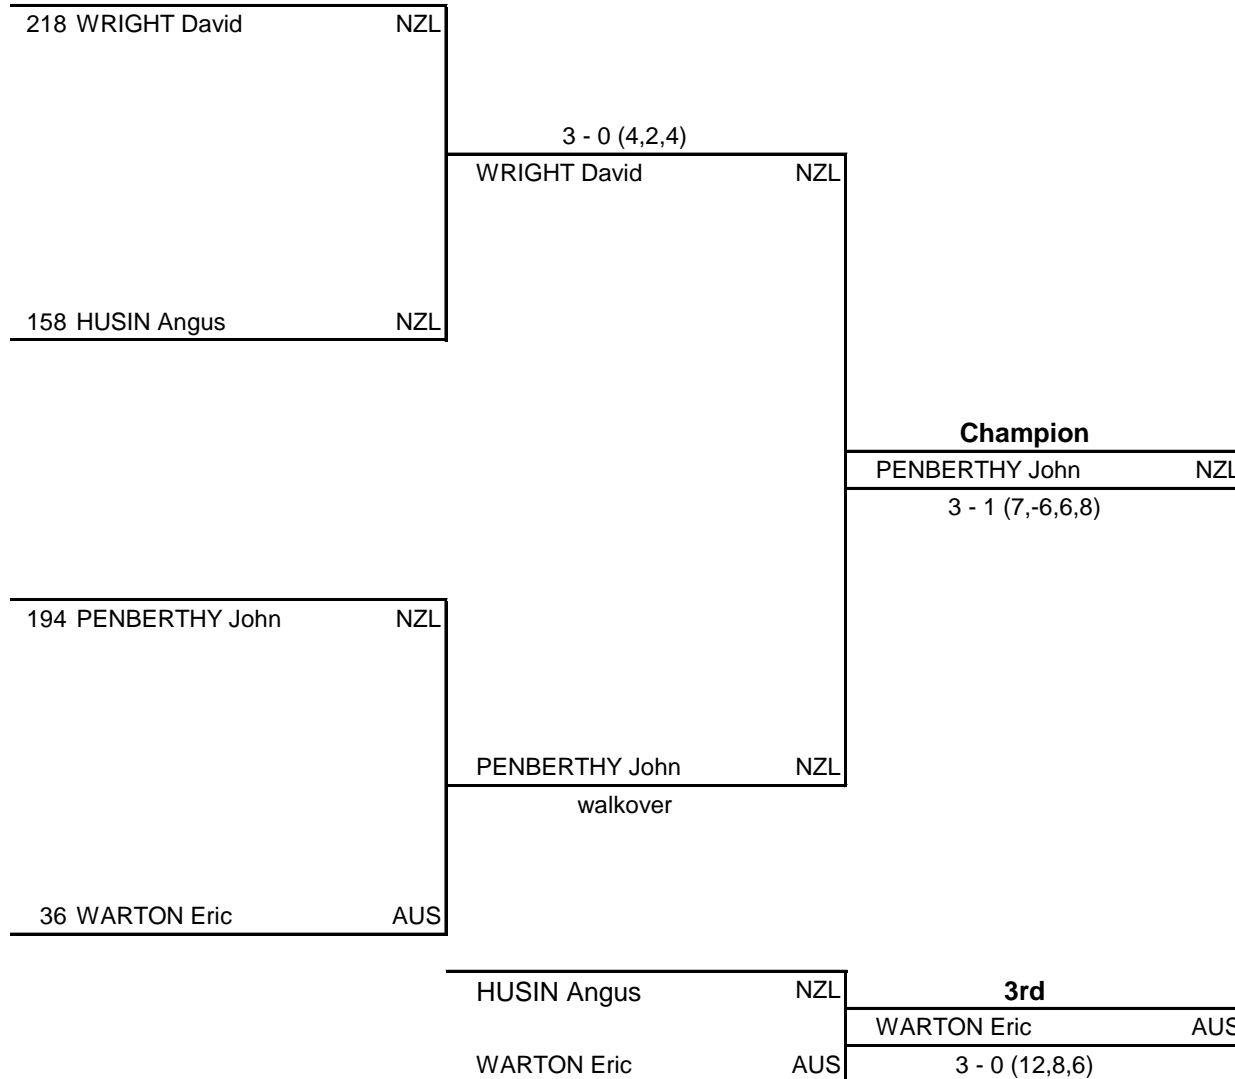 218 WRIGHT David NZL
3 - 0 (4,2,4)
WRIGHT David NZL
158 HUSIN Angus NZL
Champion
PENBERTHY John NZL
3 - 1 (7,-6,6,8)
194 PENBERTHY John NZL
PENBERTHY John NZL
walkover
36 WARTON Eric AUS
HUSIN Angus NZL
3rd
WARTON Eric AUS
WARTON Eric AUS
3 - 0 (12,8,6)